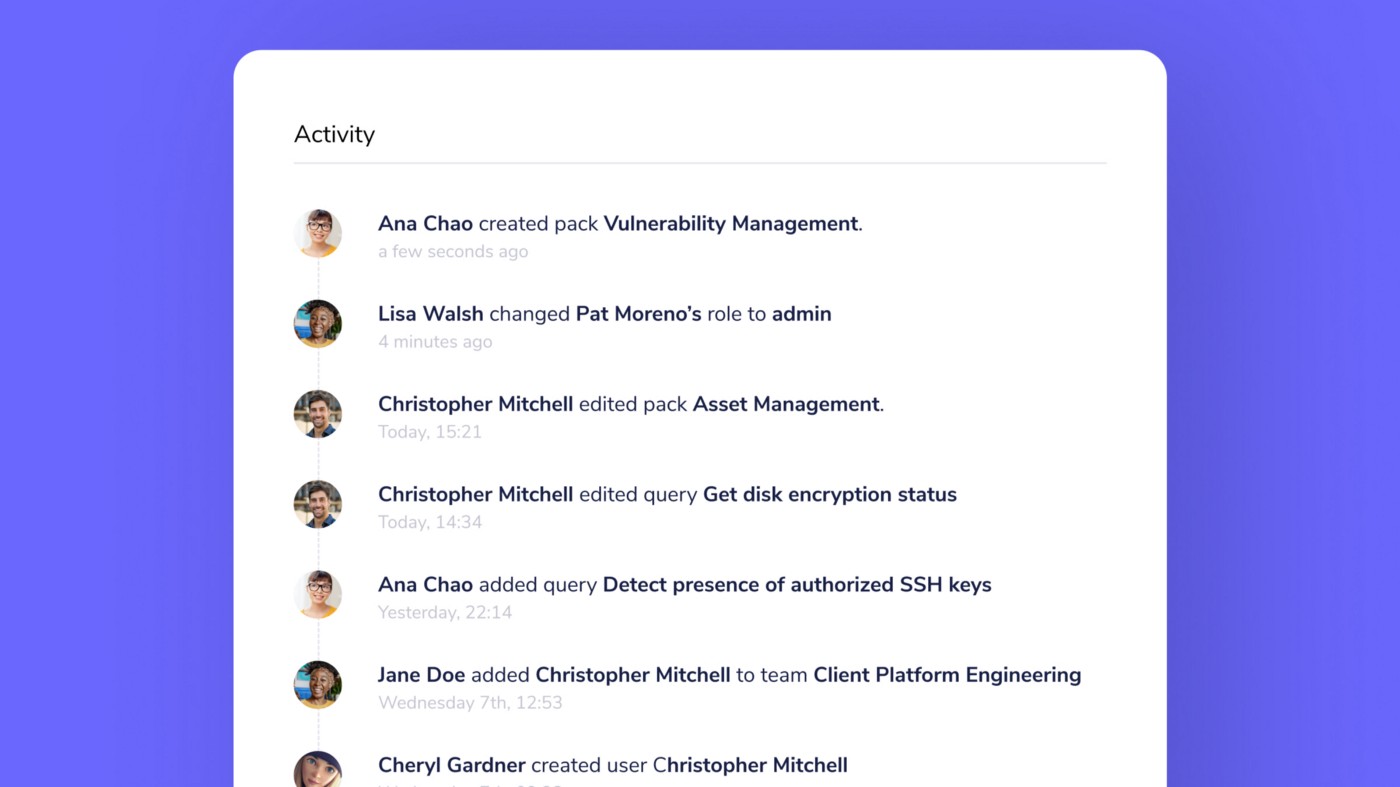 Activity
Ana Chao created pack Vulnerability Management.
a few seconds ago
Lisa Walsh changed Pat Moreno’s role to admin
4 minutes ago
Christopher Mitchell edited pack Asset Management.
Today, 15:21
Christopher Mitchell edited query Get disk encryption status
Today, 14:34
Ana Chao added query Detect presence of authorized SSH keys
Yesterday, 22:14
Jane Doe added Christopher Mitchell to team Client Platform Engineering
Wednesday 7th, 12:53
Cheryl Gardner created user Christopher Mitchell